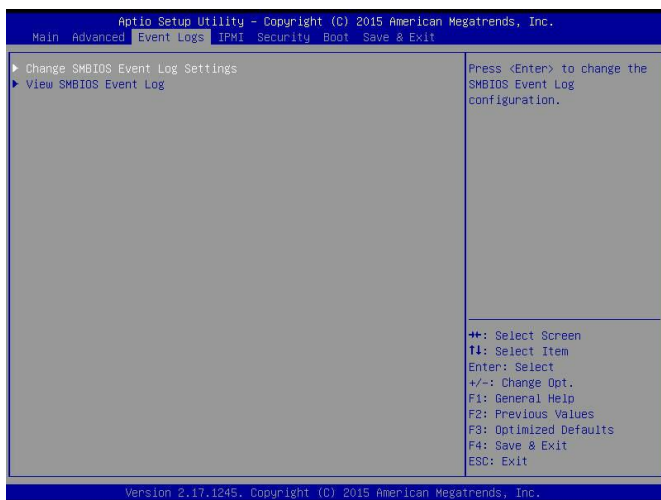 Aptio Setup Utility – Copyright (C) 2015 American Megatrends, Inc.
Main Advanced Event Logs IPMI Security Boot Save & Exit
▶ Change SMBIOS Event Log Settings
▶ View SMBIOS Event Log
Press <Enter> to change the
SMBIOS Event Log
configuration.
→←: Select Screen
↑↓: Select Item
Enter: Select
+/-: Change Opt.
F1: General Help
F2: Previous Values
F3: Optimized Defaults
F4: Save & Exit
ESC: Exit
Version 2.17.1245. Copyright (C) 2015 American Megatrends, Inc.